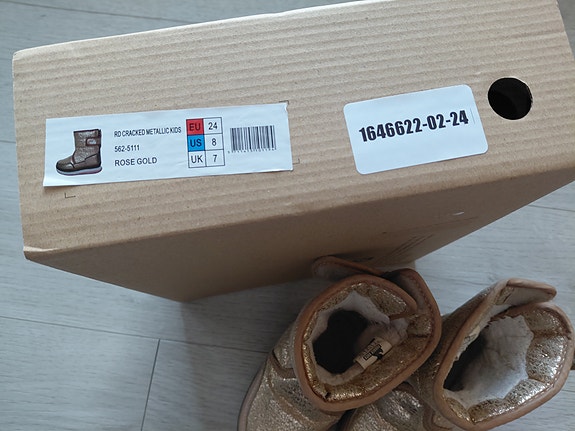 RD CRACKED METALLIC KIDS
562-5111
ROSE GOLD
EU 24
US 8
UK 7
1646622-02-24